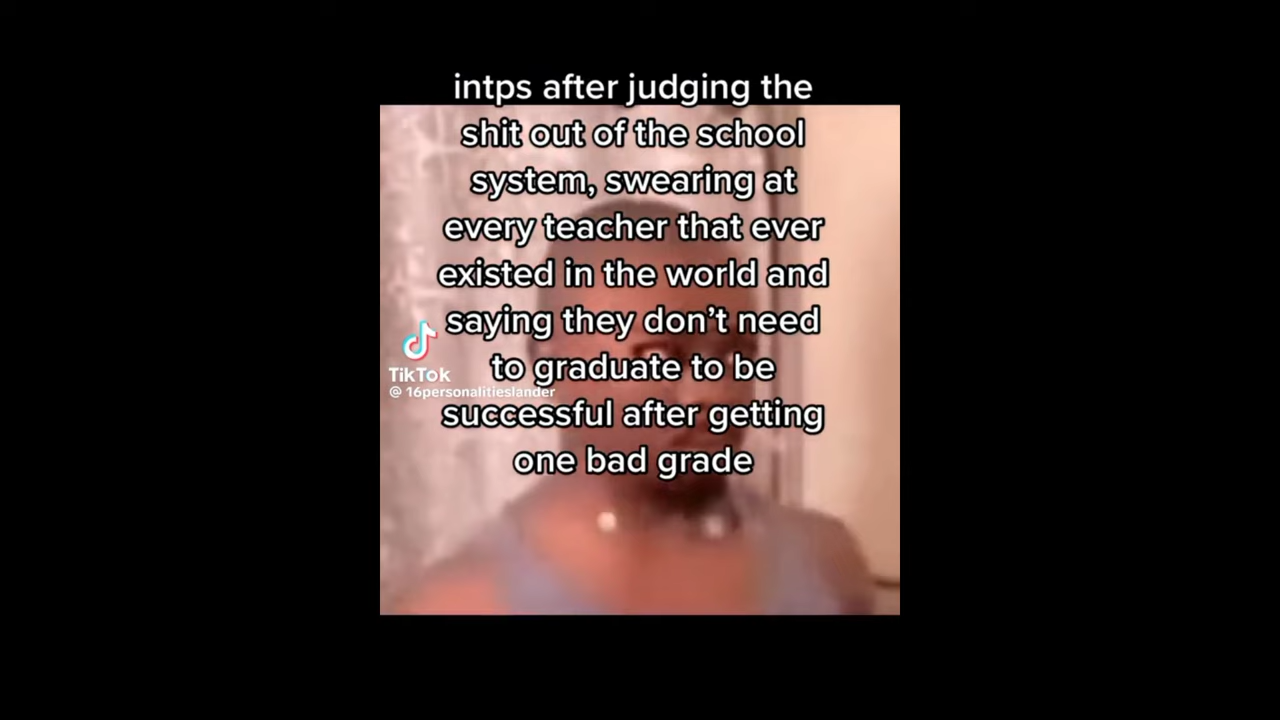 intps after judging the
shit out of the school
system, swearing at
every teacher that ever
existed in the world and
saying they don't need
to graduate to be
successful after getting
one bad grade
TikTok
@ 16personalitieslander